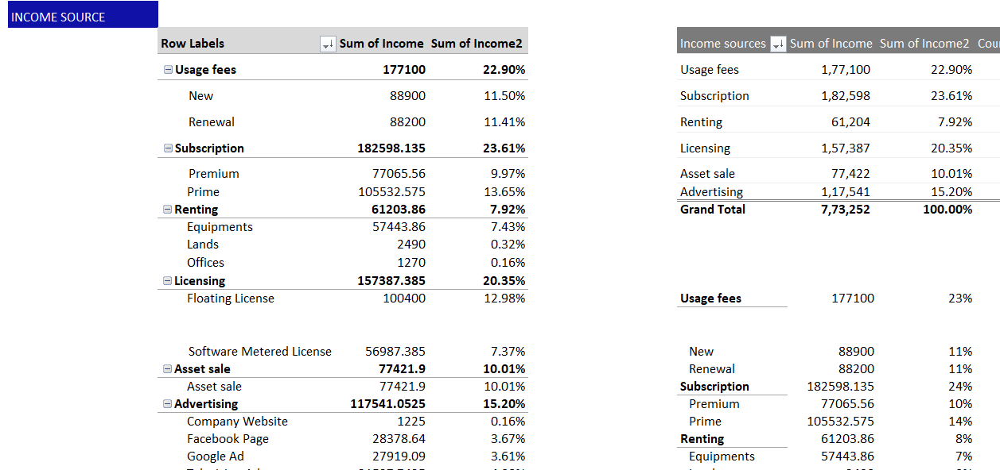 INCOME SOURCE
Row Labels Sum of Income Sum of Income2
Usage fees 177100 22.90%
New 88900 11.50%
Renewal 88200 11.41%
Subscription 182598.135 23.61%
Premium 77065.56 9.97%
Prime 105532.575 13.65%
Renting 61203.86 7.92%
Equipments 57443.86 7.43%
Lands 2490 0.32%
Offices 1270 0.16%
Licensing 157387.385 20.35%
Floating License 100400 12.98%
Software Metered License 56987.385 7.37%
Asset sale 77421.9 10.01%
Asset sale 77421.9 10.01%
Advertising 117541.0525 15.20%
Company Website 1225 0.16%
Facebook Page 28378.64 3.67%
Google Ad 27919.09 3.61%
Income sources Sum of Income Sum of Income2
Usage fees 1,77,100 22.90%
Subscription 1,82,598 23.61%
Renting 61,204 7.92%
Licensing 1,57,387 20.35%
Asset sale 77,422 10.01%
Advertising 1,17,541 15.20%
Grand Total 7,73,252 100.00%
Usage fees 177100 23%
New 88900 11%
Renewal 88200 11%
Subscription 182598.135 24%
Premium 77065.56 10%
Prime 105532.575 14%
Renting 61203.86 8%
Equipments 57443.86 7%